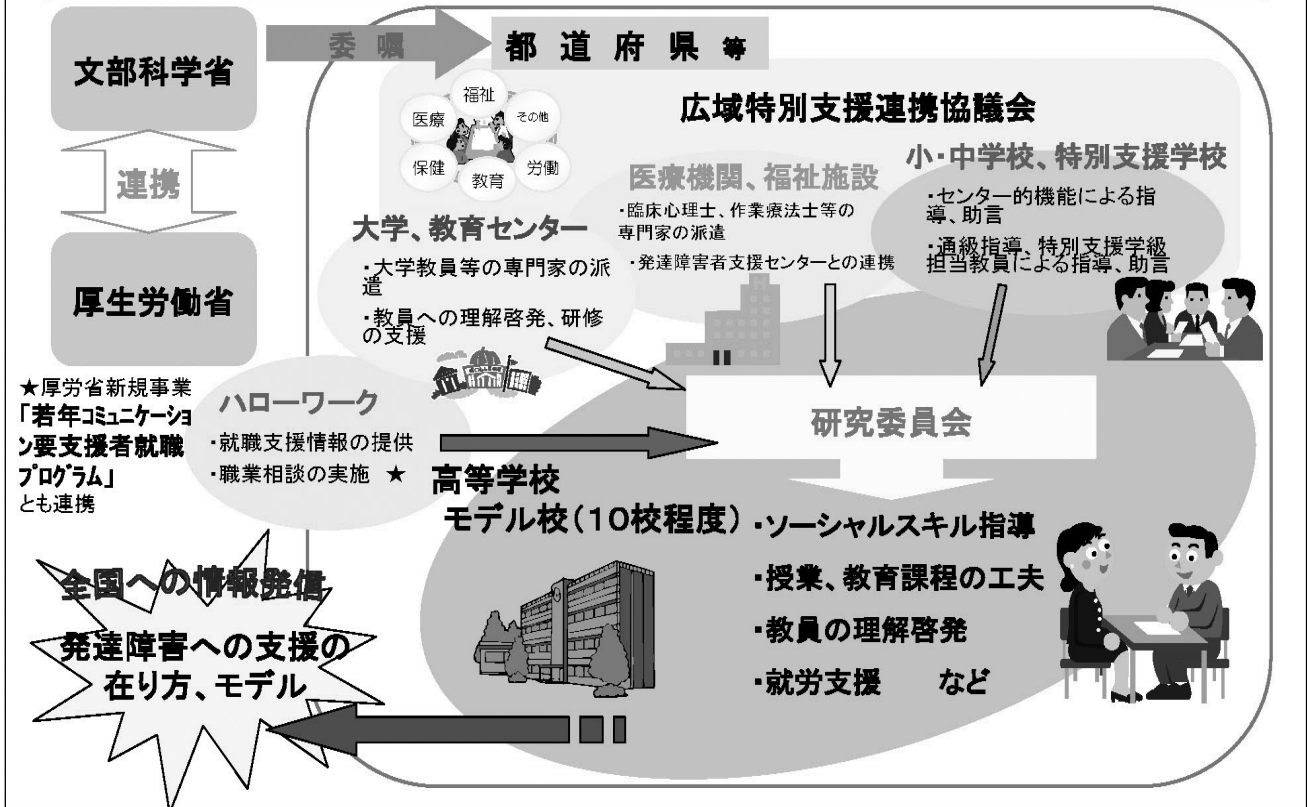 文部科学省
委嘱
都道府県等
連携
厚生労働省
★厚労省新規事業
「若年コミュニケーショ
ン要支援者就職
プログラム」
とも連携
広域特別支援連携協議会
福祉
医療
その他
保健
教育
労働
大学、教育センター
・大学教員等の専門家の派
遣
・教員への理解啓発、研修
の支援
医療機関、福祉施設
・臨床心理士、作業療法士等の
専門家の派遣
・発達障害者支援センターとの連携
小・中学校、特別支援学校
・センター的機能による指
導、助言
・通級指導、特別支援学級
担当教員による指導、助言
ハローワーク
・就職支援情報の提供
・職業相談の実施 ★
研究委員会
高等学校
モデル校(10校程度)
・ソーシャルスキル指導
・授業、教育課程の工夫
・教員の理解啓発
・就労支援 など
全国への情報発信
発達障害への支援の
在り方、モデル